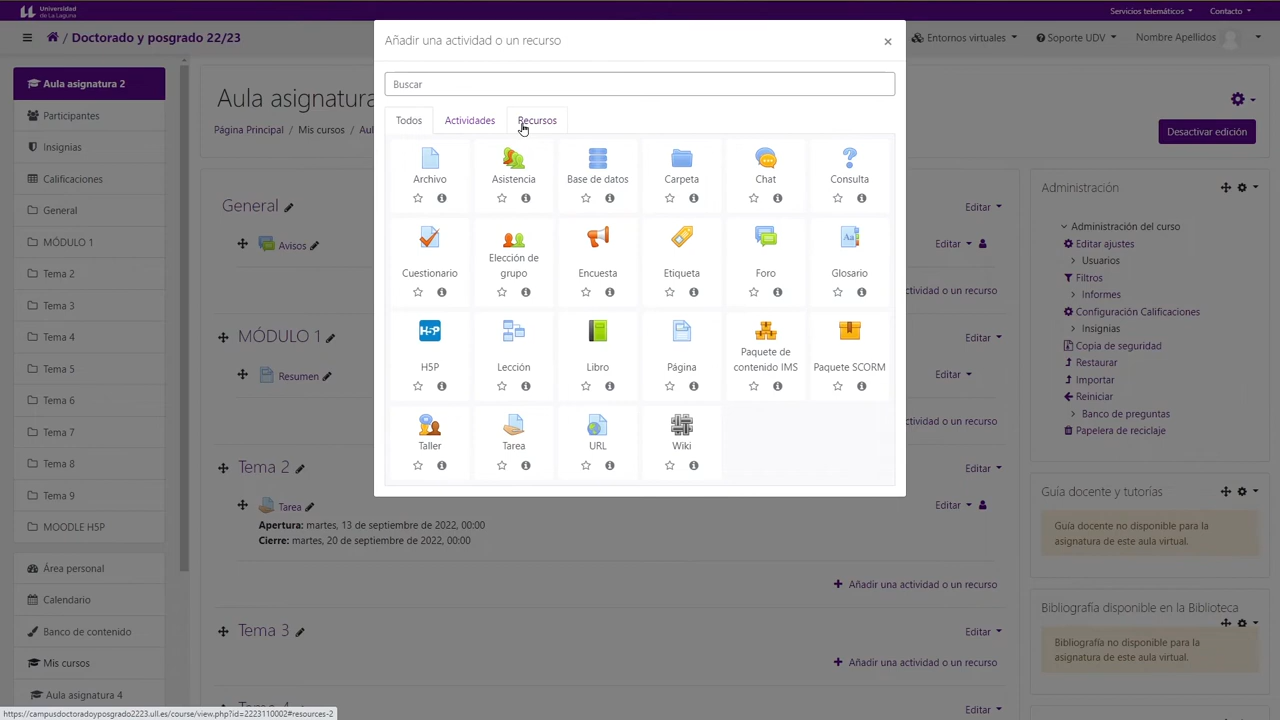 Universidad
de La Laguna
Servicios telemáticos
Contacto
/ Doctorado y posgrado 22/23
Entornos virtuales
Soporte UDV
Nombre Apellidos
Aula asignatura 2
Participantes
Insignias
Calificaciones
General
MÓDULO 1
Tema 2
Tema 3
Tema 4
Tema 5
Tema 6
Tema 7
Tema 8
Tema 9
MOODLE H5P
Área personal
Calendario
Banco de contenido
Mis cursos
Aula asignatura 4
Aula asignatura
Página Principal / Mis cursos / Aul
Desactivar edición
General
Editar
Avisos
Editar
ctividad o un recurso
MÓDULO 1
Editar
Resumen
Editar
ctividad o un recurso
Tema 2
Editar
Tarea
Editar
Apertura: martes, 13 de septiembre de 2022, 00:00
Cierre: martes, 20 de septiembre de 2022, 00:00
+ Añadir una actividad o un recurso
Tema 3
Editar
+ Añadir una actividad o un recurso
Editar
Añadir una actividad o un recurso
×
Buscar
Todos
Actividades
Recursos
Archivo
Asistencia
Base de datos
Carpeta
Chat
Consulta
Cuestionario
Elección de
grupo
Encuesta
Etiqueta
Foro
Glosario
H5P
Lección
Libro
Página
Paquete de
contenido IMS
Paquete SCORM
Taller
Tarea
URL
Wiki
Administración
Administración del curso
Editar ajustes
Usuarios
Filtros
Informes
Configuración Calificaciones
Insignias
Copia de seguridad
Restaurar
Importar
Reiniciar
Banco de preguntas
Papelera de reciclaje
Guía docente y tutorías
Guía docente no disponible para la
asignatura de este aula virtual.
Bibliografía disponible en la Biblioteca
Bibliografía no disponible para la
asignatura de este aula virtual.
https://campusdoctoradoyposgrado2223.ull.es/course/view.php?id=2223110002#resources-2